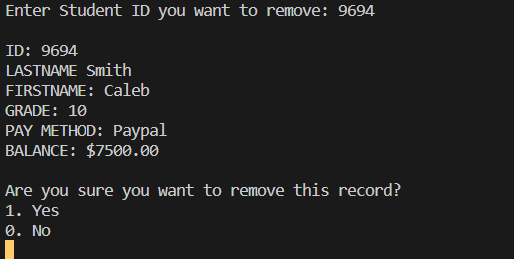 Enter Student ID you want to remove: 9694
ID: 9694
LASTNAME Smith
FIRSTNAME: Caleb
GRADE: 10
PAY METHOD: Paypal
BALANCE: $7500.00
Are you sure you want to remove this record?
1. Yes
0. No